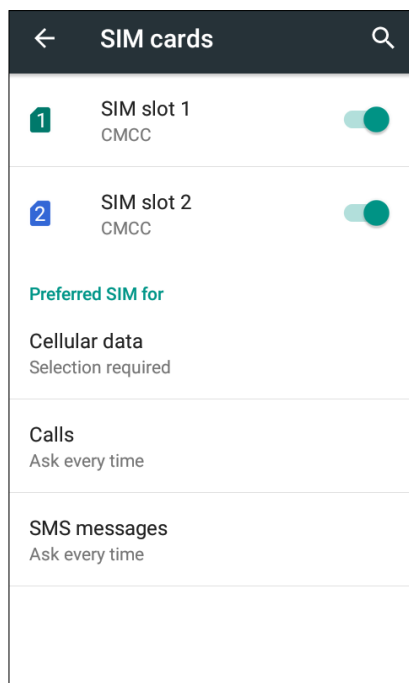 SIM cards
1
SIM slot 1
CMCC
2
SIM slot 2
CMCC
Preferred SIM for
Cellular data
Selection required
Calls
Ask every time
SMS messages
Ask every time